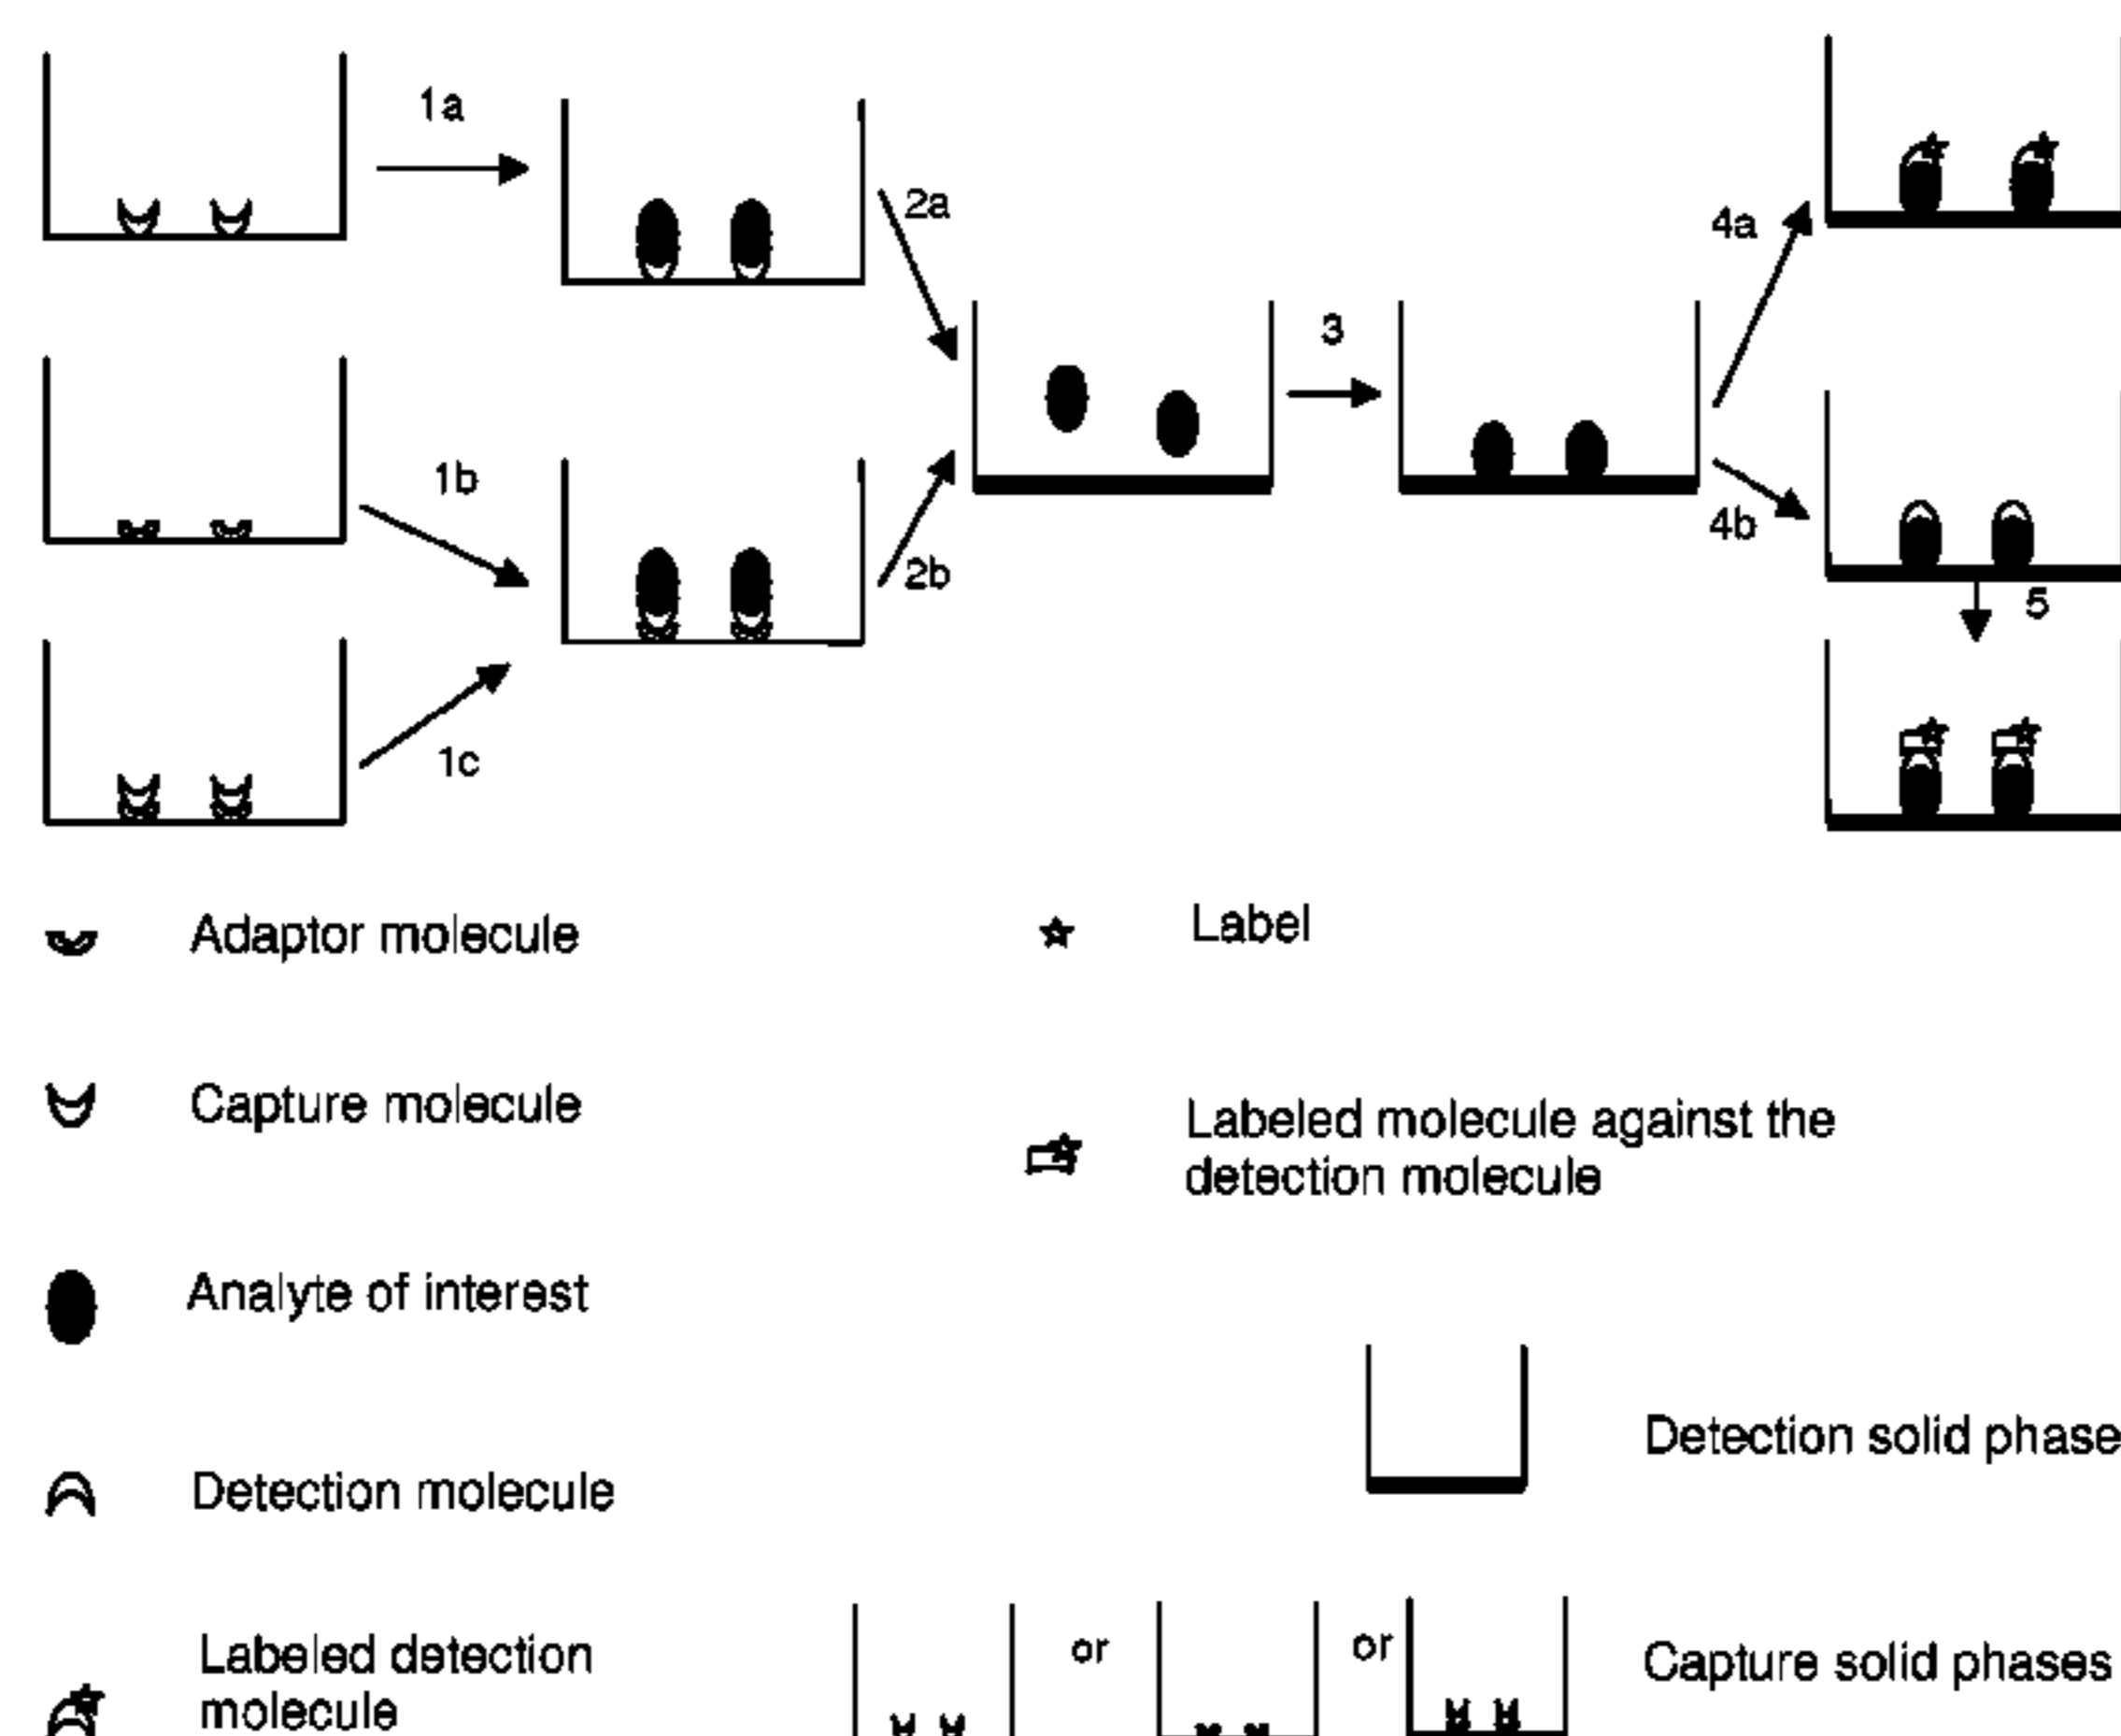 1a
2a
4a
3
1b
4b
2b
5
1c
Adaptor molecule
Label
Capture molecule
Labeled molecule against the
detection molecule
Analyte of interest
Detection solid phase
Detection molecule
Labeled detection
molecule
or
or
Capture solid phases